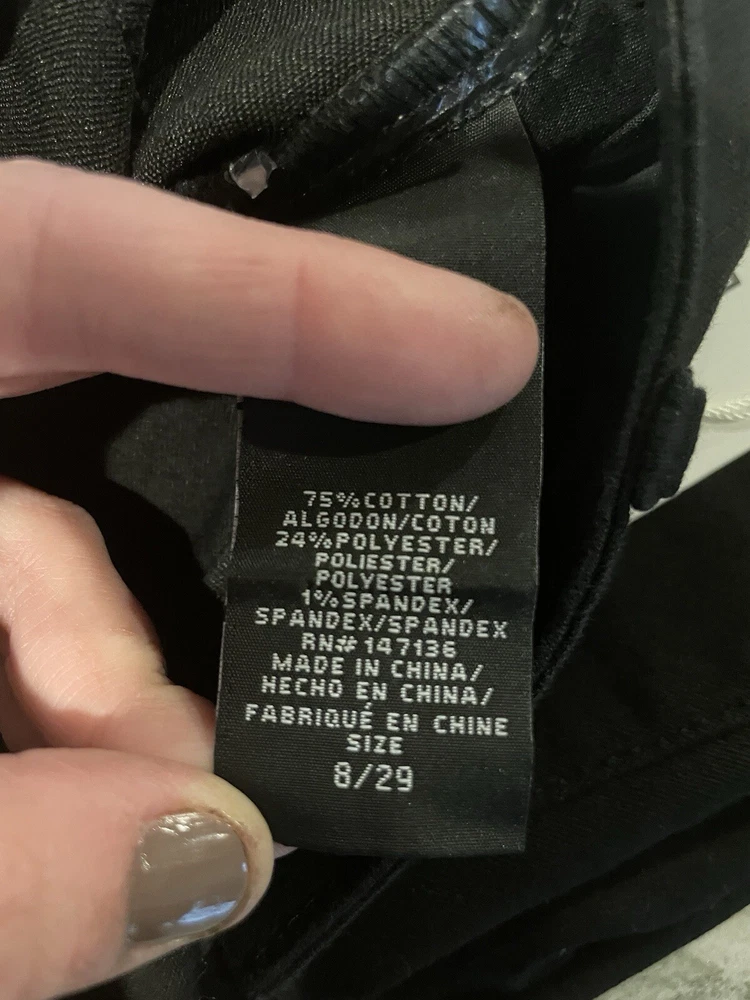 75%COTTON/
ALGODON/COTON
24%POLYESTER/
POLIESTER/
POLYESTER
1%SPANDEX/
SPANDEX/SPANDEX
RN# 147136
MADE IN CHINA/
HECHO EN CHINA/
FABRIQUÉ EN CHINE
SIZE
8/29